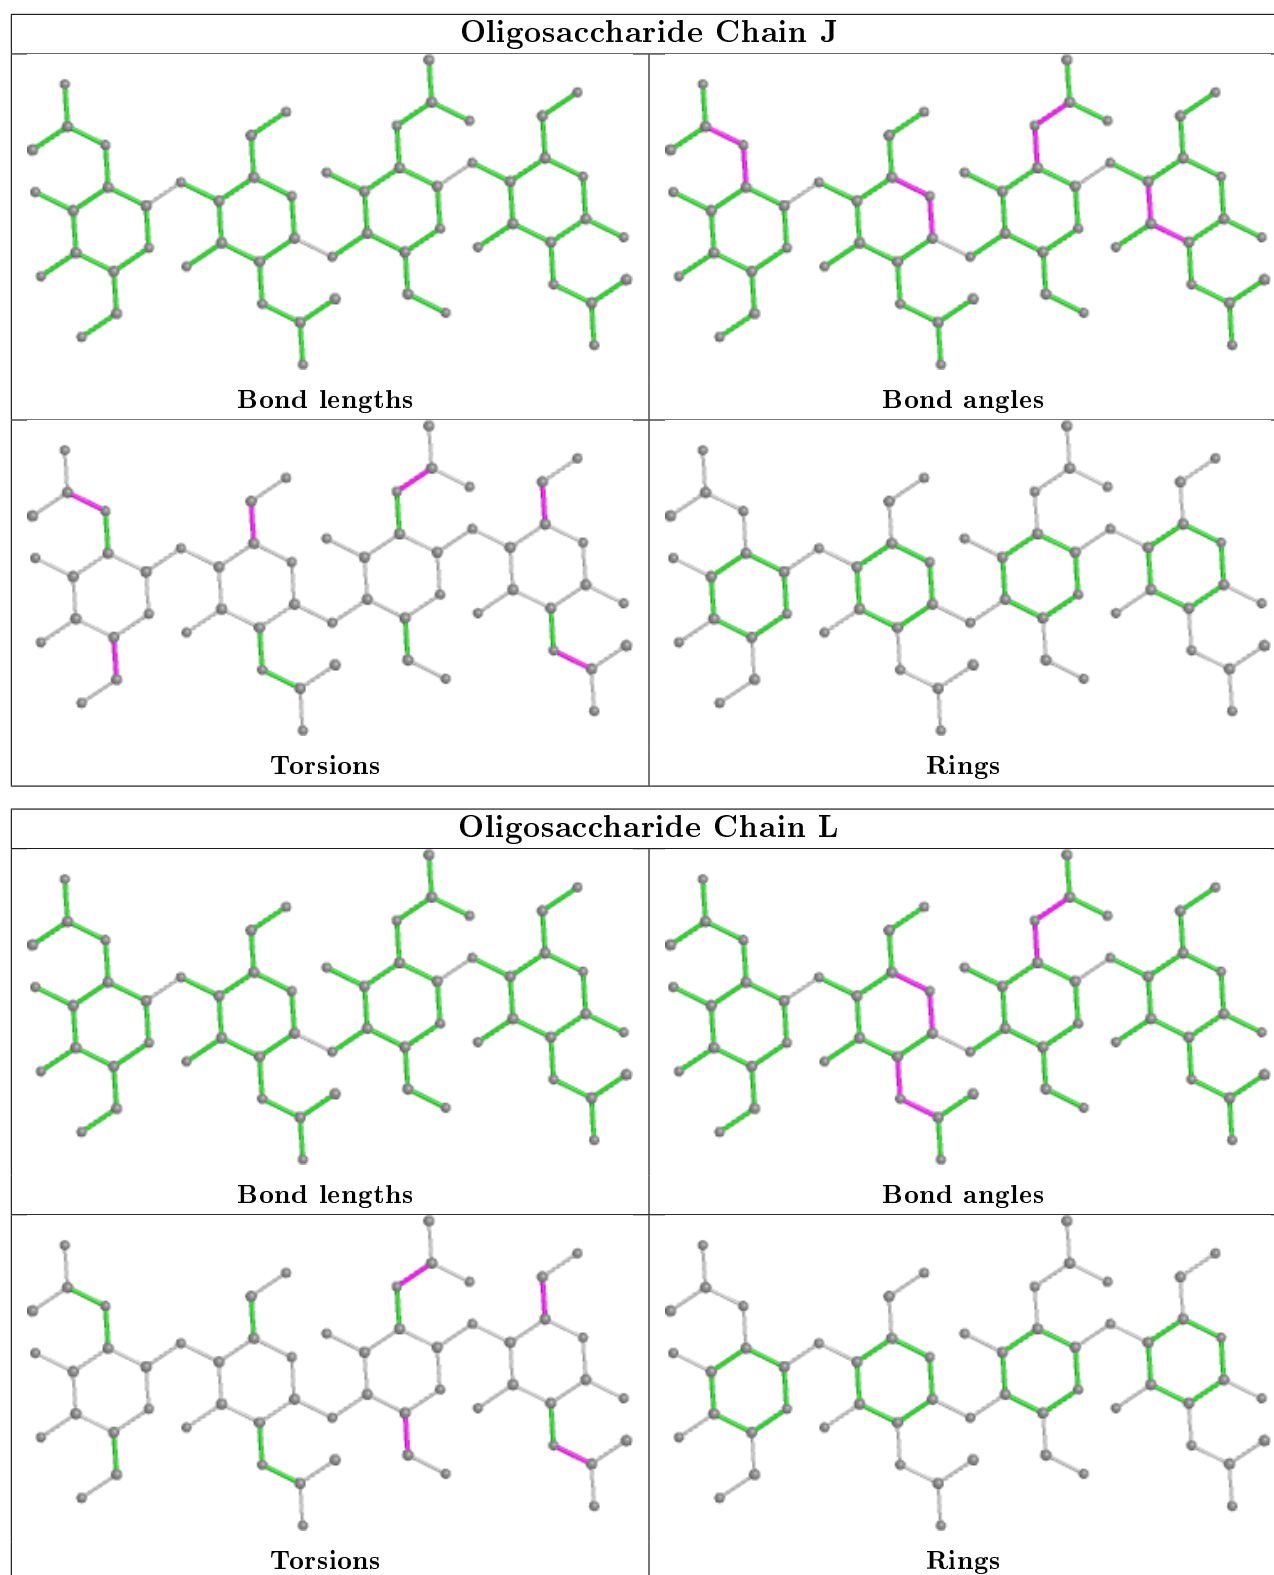 Oligosaccharide Chain J
Bond lengths
Bond angles
Torsions
Rings
Oligosaccharide Chain L
Bond lengths
Bond angles
Torsions
Rings